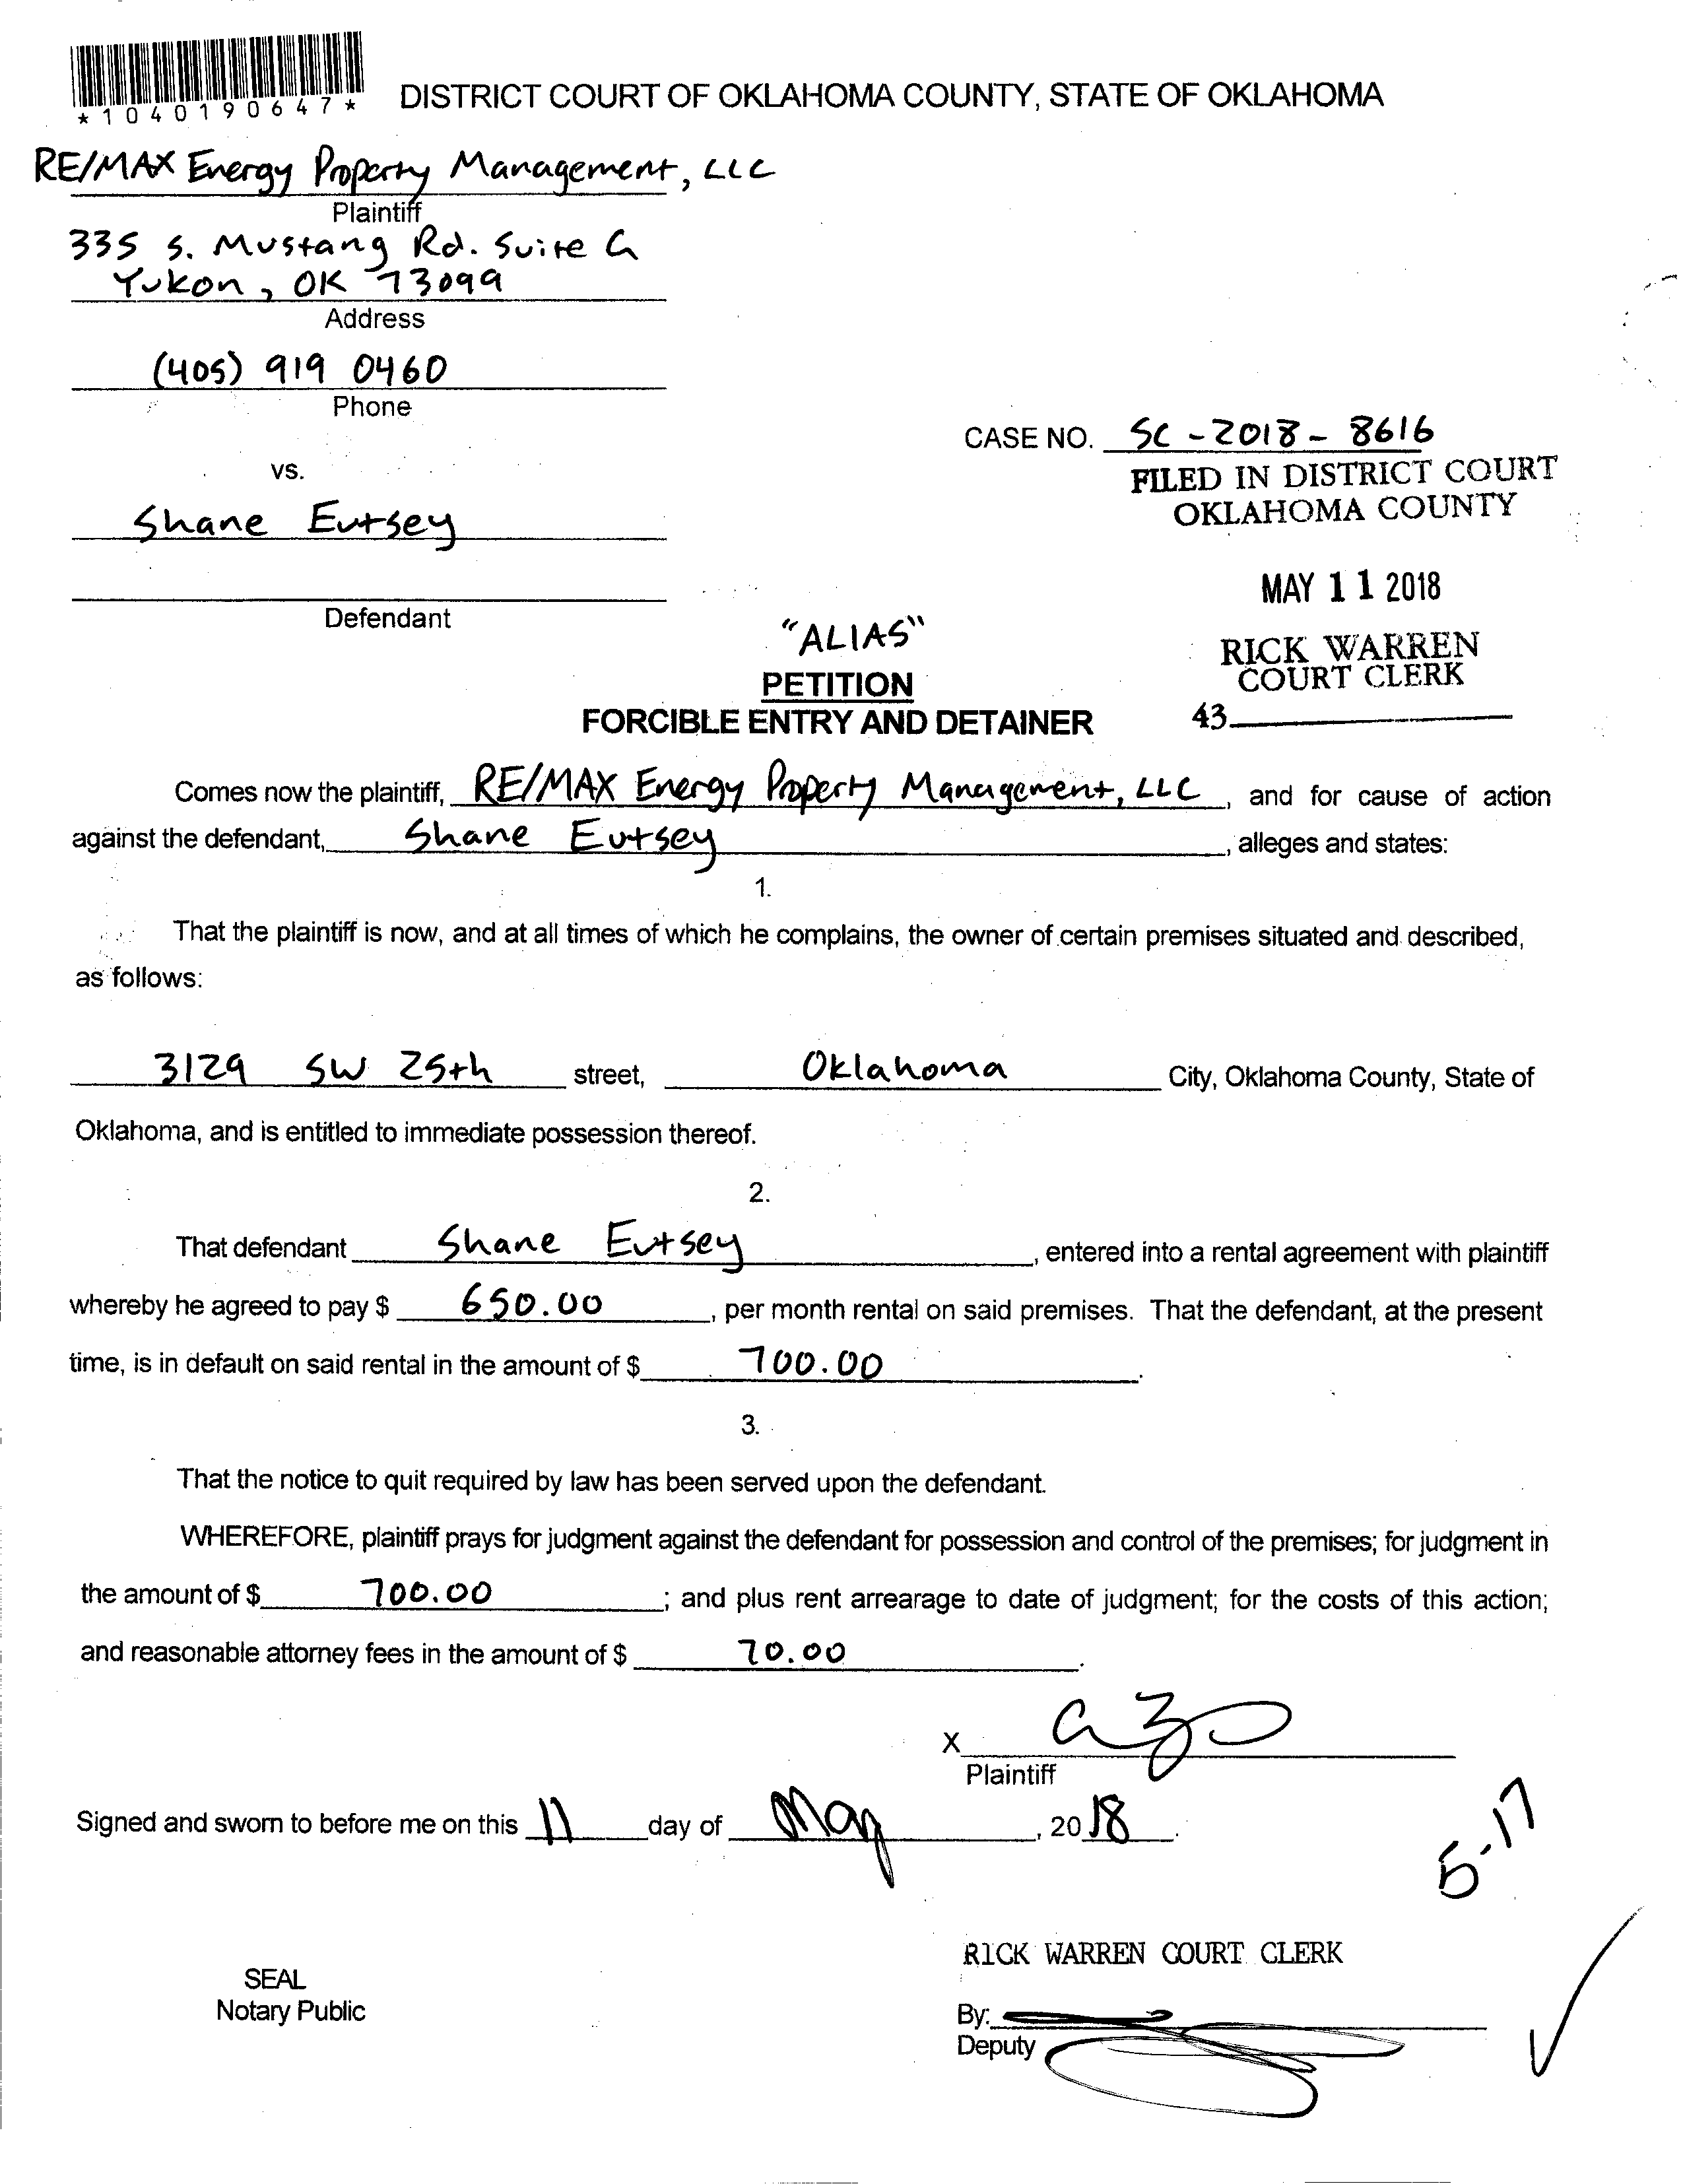 *1040190647*
DISTRICT COURT OF OKLAHOMA COUNTY, STATE OF OKLAHOMA
RE/MAX Energy Property Management, LLC
Plaintiff
335 S. Mustang Rd. Suite G
Yukon, OK 73099
Address
(405) 919 0460
Phone
CASE NO. SC-2018-8616
vs.
FILED IN DISTRICT COURT
OKLAHOMA COUNTY
Shane Eutsey
MAY 11 2018
Defendant
"ALIAS"
RICK WARREN
COURT CLERK
PETITION
FORCIBLE ENTRY AND DETAINER
43
Comes now the plaintiff, RE/MAX Energy Property Management, LLC, and for cause of action
against the defendant, Shane Eutsey, alleges and states:
1.
That the plaintiff is now, and at all times of which he complains, the owner of certain premises situated and described,
as follows:
3129 SW 25th street, Oklahoma City, Oklahoma County, State of
Oklahoma, and is entitled to immediate possession thereof.
2.
That defendant Shane Eutsey, entered into a rental agreement with plaintiff
whereby he agreed to pay $ 650.00, per month rental on said premises. That the defendant, at the present
time, is in default on said rental in the amount of $ 700.00.
3.
That the notice to quit required by law has been served upon the defendant.
WHEREFORE, plaintiff prays for judgment against the defendant for possession and control of the premises; for judgment in
the amount of $ 700.00; and plus rent arrearage to date of judgment; for the costs of this action;
and reasonable attorney fees in the amount of $ 70.00.
X
Plaintiff
Signed and sworn to before me on this 11 day of May, 2018.
5-17
RICK WARREN COURT CLERK
SEAL
Notary Public
By:
Deputy